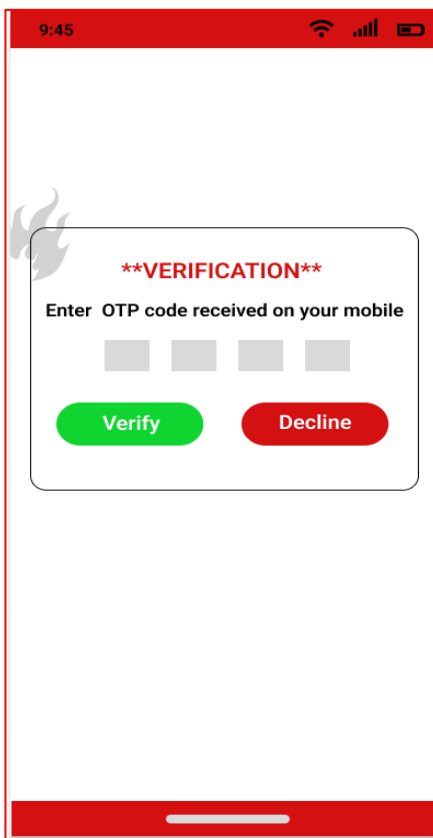 9:45
**VERIFICATION**
Enter OTP code received on your mobile
Verify Decline